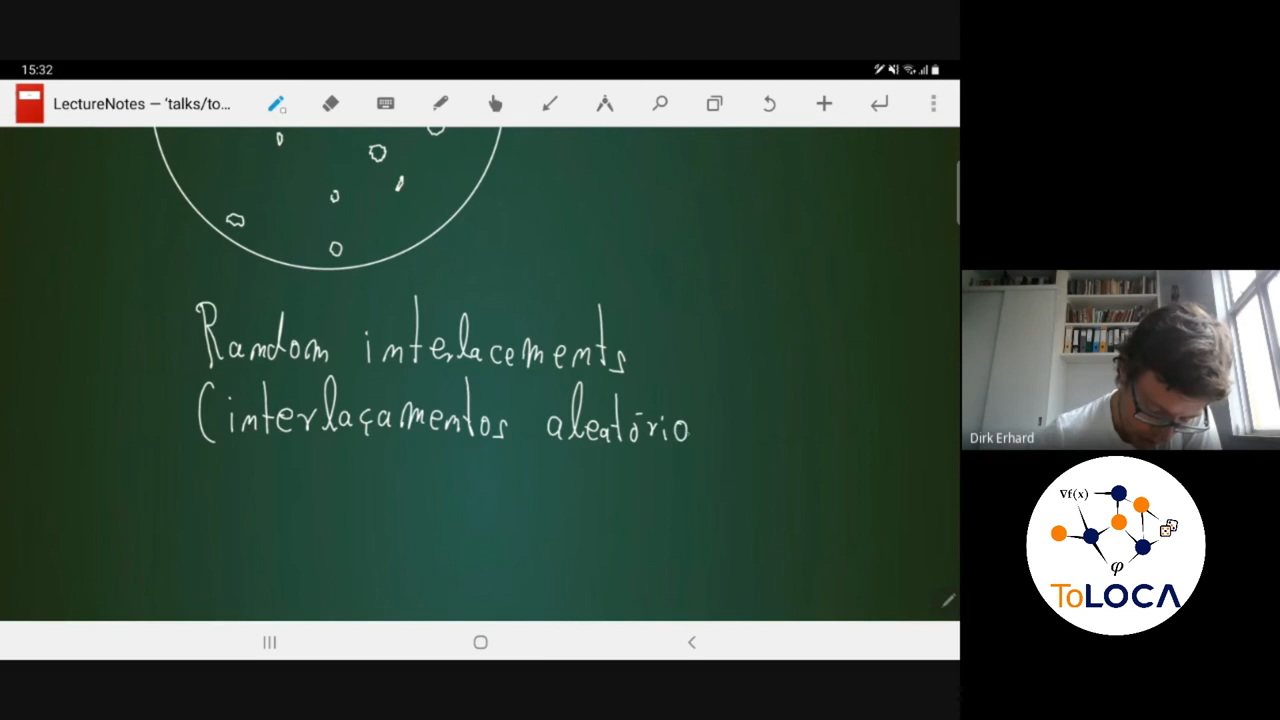 15:32
LectureNotes — 'talks/to...
Random interlacements
(interlaçamentos aleatório
Dirk Erhard
∇f(x)
φ
ToLOCA